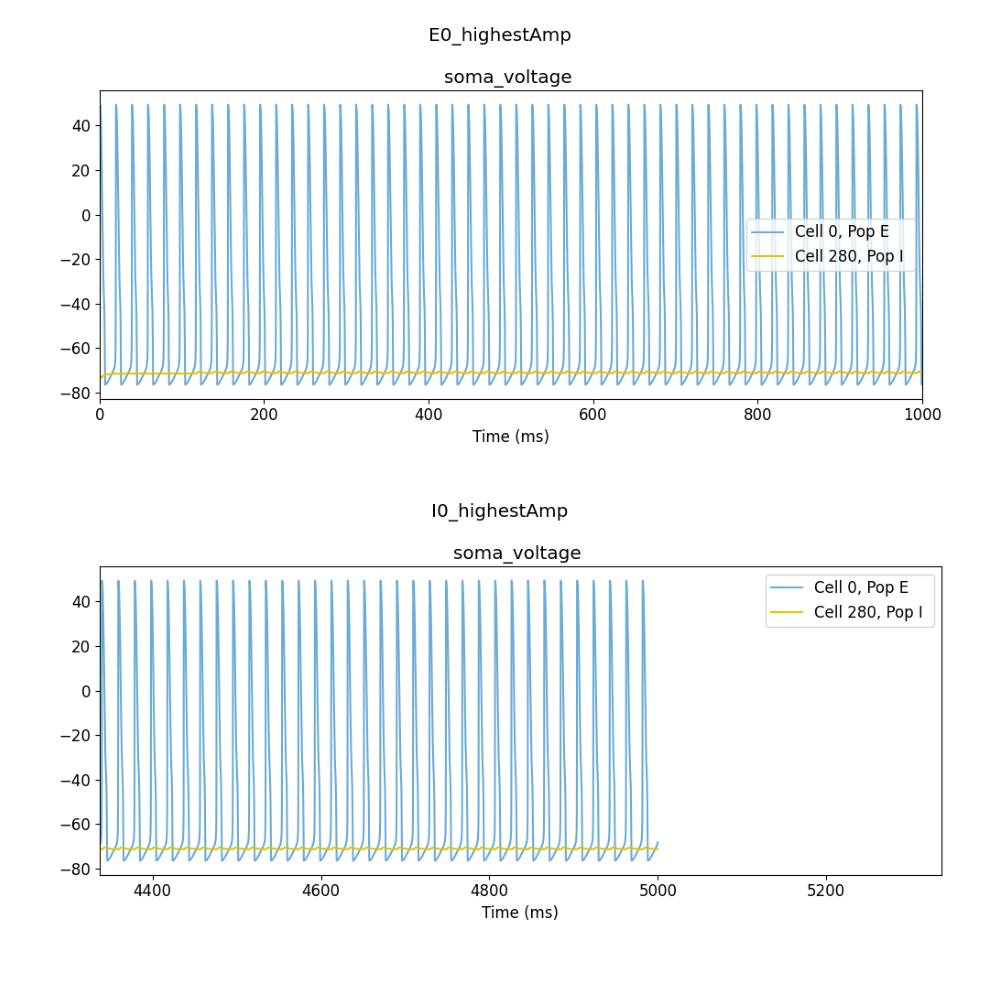 E0_highestAmp
soma_voltage
40
20
0
−20
−40
−60
−80
Cell 0, Pop E
Cell 280, Pop I
0 200 400 600 800 1000
Time (ms)
I0_highestAmp
soma_voltage
40
20
0
−20
−40
−60
−80
Cell 0, Pop E
Cell 280, Pop I
4400 4600 4800 5000 5200
Time (ms)